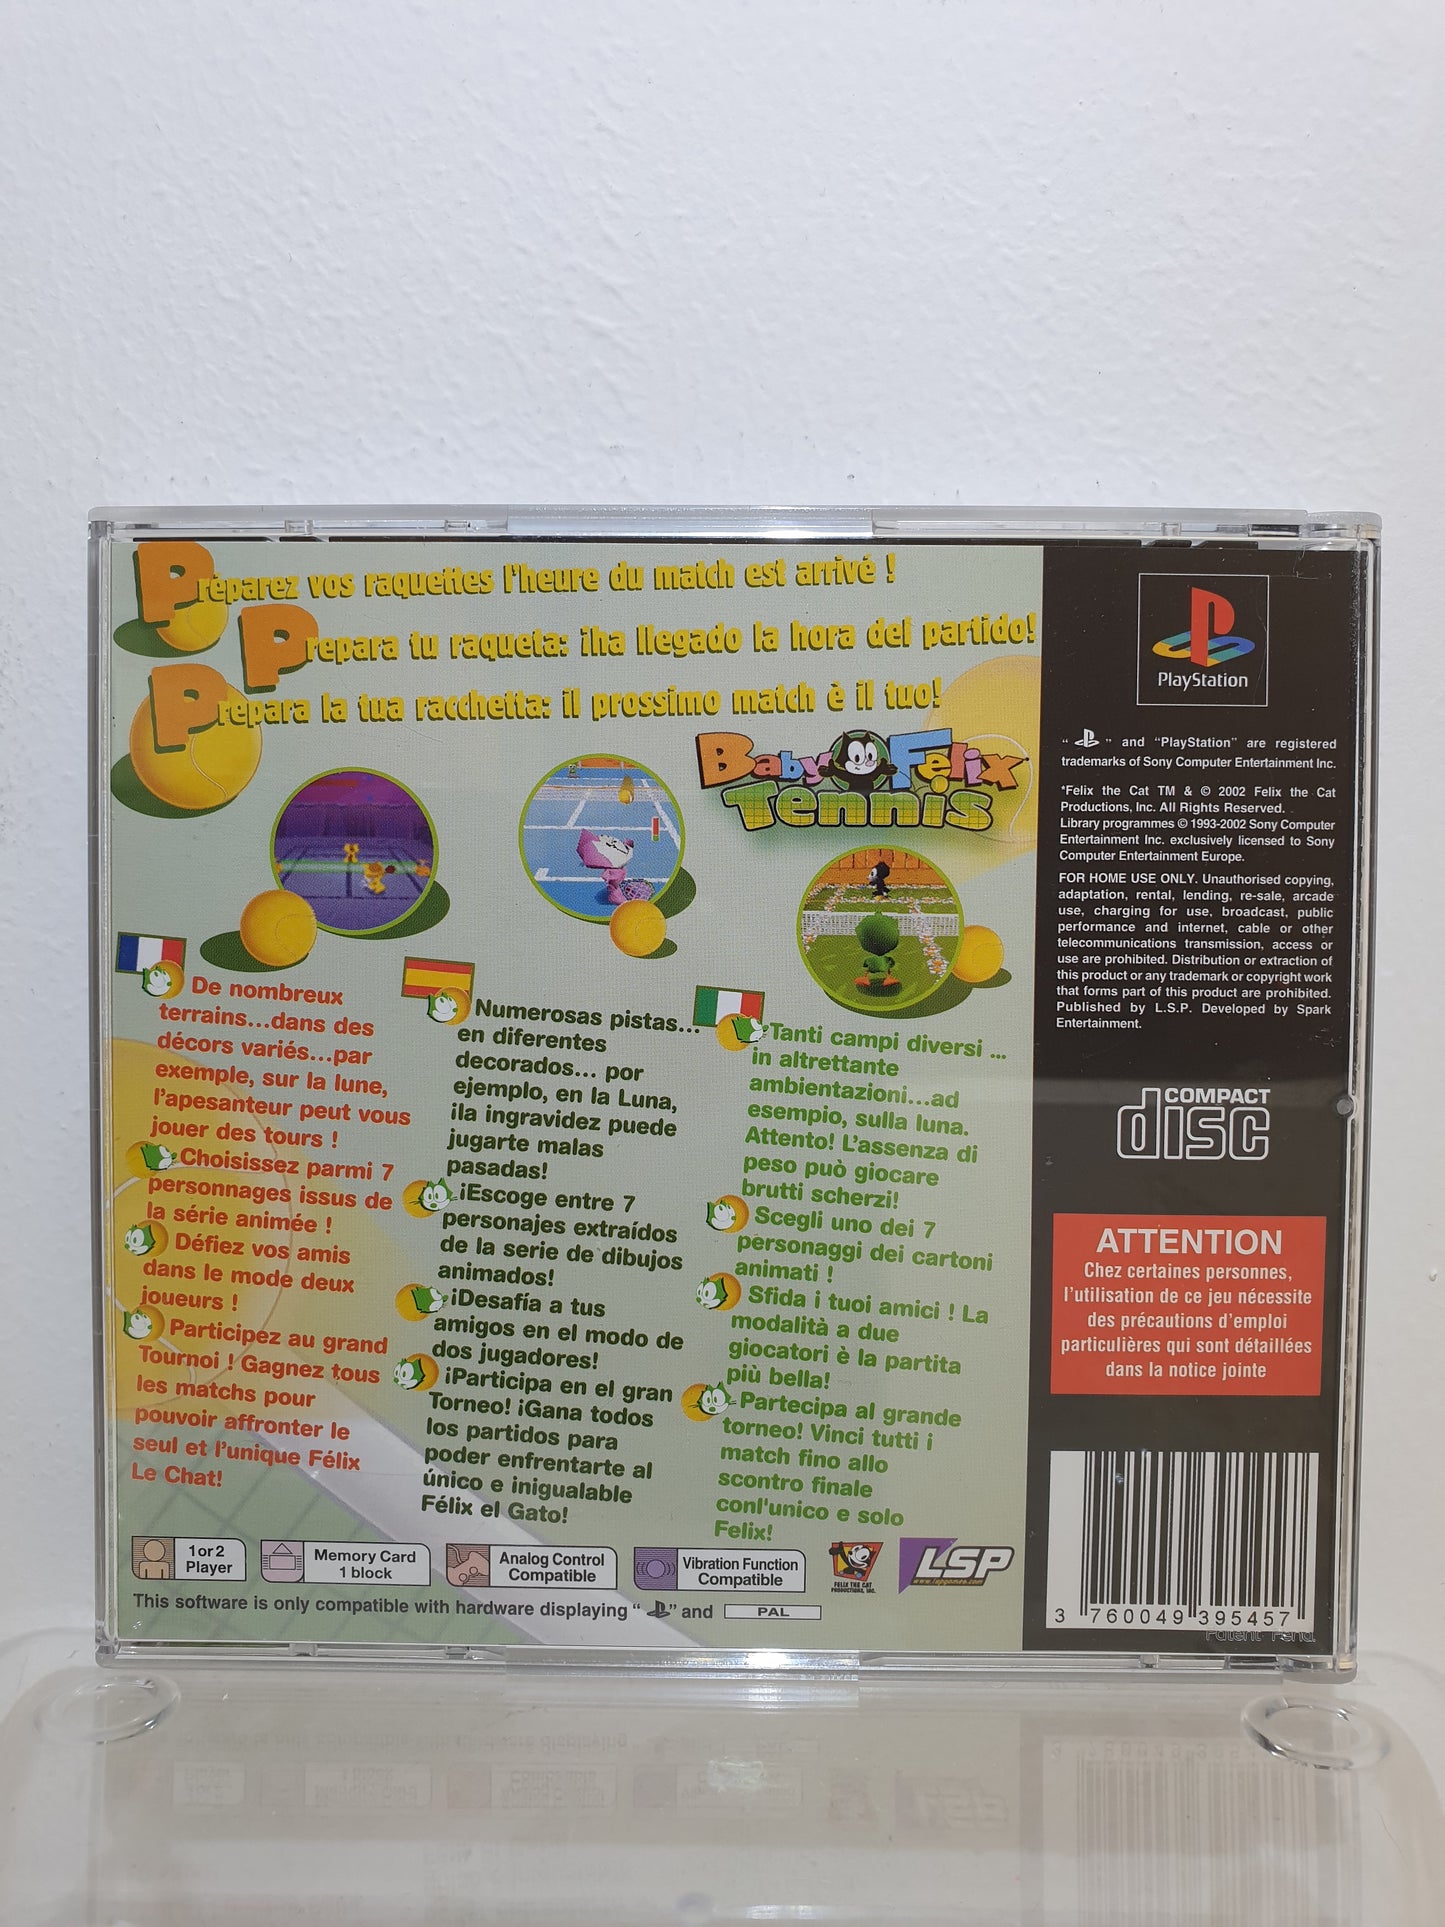 Préparez vos raquettes l'heure du match est arrivé !
Prepara tu raqueta: ¡ha llegado la hora del partido!
Prepara la tua racchetta: il prossimo match è il tuo!
Baby Felix
Tennis
De nombreux
terrains...dans des
décors variés...par
exemple, sur la lune,
l'apesanteur peut vous
jouer des tours !
Choisissez parmi 7
personnages issus de
la série animée !
Défiez vos amis
dans le mode deux
joueurs !
Participez au grand
Tournoi ! Gagnez tous
les matchs pour
pouvoir affronter le
seul et l'unique Félix
Le Chat!
Numerosas pistas...
en diferentes
decorados... por
ejemplo, en la Luna,
¡la ingravidez puede
jugarte malas
pasadas!
¡Escoge entre 7
personajes extraídos
de la serie de dibujos
animados!
¡Desafía a tus
amigos en el modo de
dos jugadores!
¡Participa en el gran
Torneo! ¡Gana todos
los partidos para
poder enfrentarte al
único e inigualable
Félix el Gato!
Tanti campi diversi ...
in altrettante
ambientazioni...ad
esempio, sulla luna.
Attento! L'assenza di
peso può giocare
brutti scherzi!
Scegli uno dei 7
personaggi dei cartoni
animati !
Sfida i tuoi amici ! La
modalità a due
giocatori è la partita
più bella!
Partecipa al grande
torneo! Vinci tutti i
match fino allo
scontro finale
conl'unico e solo
Felix!
1 or 2
Player
Memory Card
1 block
Analog Control
Compatible
Vibration Function
Compatible
FELIX THE CAT
PRODUCTIONS, INC.
LSP
www.lspgames.com
This software is only compatible with hardware displaying " " and PAL
PlayStation
" " and "PlayStation" are registered
trademarks of Sony Computer Entertainment Inc.
*Felix the Cat TM & © 2002 Felix the Cat
Productions, Inc. All Rights Reserved.
Library programmes © 1993-2002 Sony Computer
Entertainment Inc. exclusively licensed to Sony
Computer Entertainment Europe.
FOR HOME USE ONLY. Unauthorised copying,
adaptation, rental, lending, re-sale, arcade
use, charging for use, broadcast, public
performance and internet, cable or other
telecommunications transmission, access or
use are prohibited. Distribution or extraction of
this product or any trademark or copyright work
that forms part of this product are prohibited.
Published by L.S.P. Developed by Spark
Entertainment.
COMPACT
disc
ATTENTION
Chez certaines personnes,
l'utilisation de ce jeu nécessite
des précautions d'emploi
particulières qui sont détaillées
dans la notice jointe
3 760049 395457
Patent Pend.